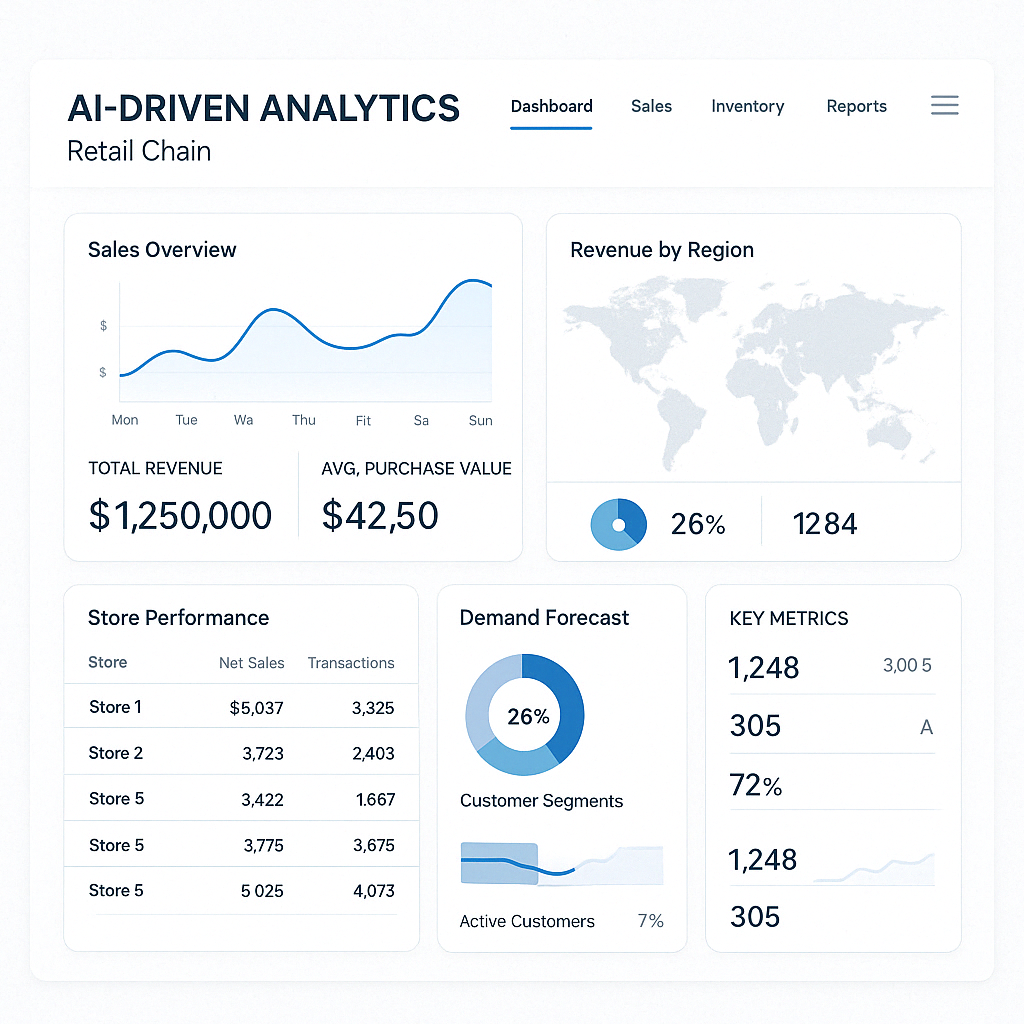 AI-DRIVEN ANALYTICS
Retail Chain
Dashboard Sales Inventory Reports
Sales Overview
$
$
Mon Tue Wa Thu Fit Sa Sun
TOTAL REVENUE
$1,250,000
AVG, PURCHASE VALUE
$42,50
Revenue by Region
26% 1284
Store Performance
Store Net Sales Transactions
Store 1 $5,037 3,325
Store 2 3,723 2,403
Store 5 3,422 1.667
Store 5 3,775 3,675
Store 5 5 025 4,073
Demand Forecast
26%
Customer Segments
Active Customers 7%
KEY METRICS
1,248 3,00 5
305 A
72%
1,248
305